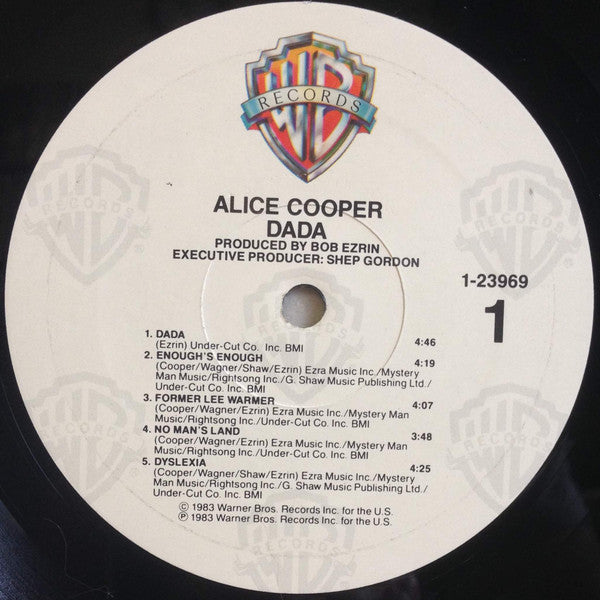 WB
RECORDS
®
ALICE COOPER
DADA
PRODUCED BY BOB EZRIN
EXECUTIVE PRODUCER: SHEP GORDON
1-23969
1
1. DADA 4:46
(Ezrin) Under-Cut Co. Inc. BMI
2. ENOUGH'S ENOUGH 4:19
(Cooper/Wagner/Shaw/Ezrin) Ezra Music Inc./Mystery
Man Music/Rightsong Inc./G. Shaw Music Publishing Ltd./
Under-Cut Co. Inc. BMI
3. FORMER LEE WARMER 4:07
(Cooper/Wagner/Ezrin) Ezra Music Inc./Mystery Man
Music/Rightsong Inc./Under-Cut Co. Inc. BMI
4. NO MAN'S LAND 3:48
(Cooper/Wagner/Ezrin) Ezra Music Inc./Mystery Man
Music/Rightsong Inc./Under-Cut Co. Inc. BMI
5. DYSLEXIA 4:25
(Cooper/Wagner/Shaw/Ezrin) Ezra Music Inc./Mystery
Man Music/Rightsong Inc./G. Shaw Music Publishing Ltd./
Under-Cut Co. Inc. BMI
© 1983 Warner Bros. Records Inc. for the U.S.
℗ 1983 Warner Bros. Records Inc. for the U.S.